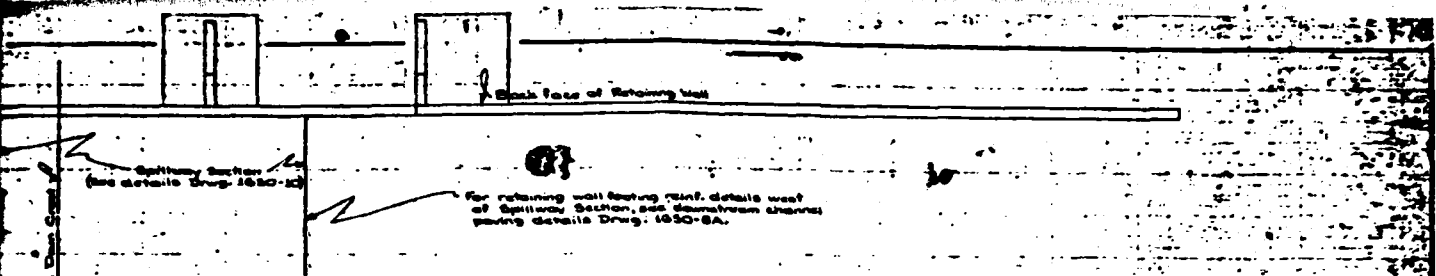 Back face of Retaining Wall
Spillway Section
(See details Drwg. 1650-1C)
For retaining wall footing reinf. details west
of Spillway Section, see downstream channel
paving details Drwg. 1650-8A.
Dam Crest